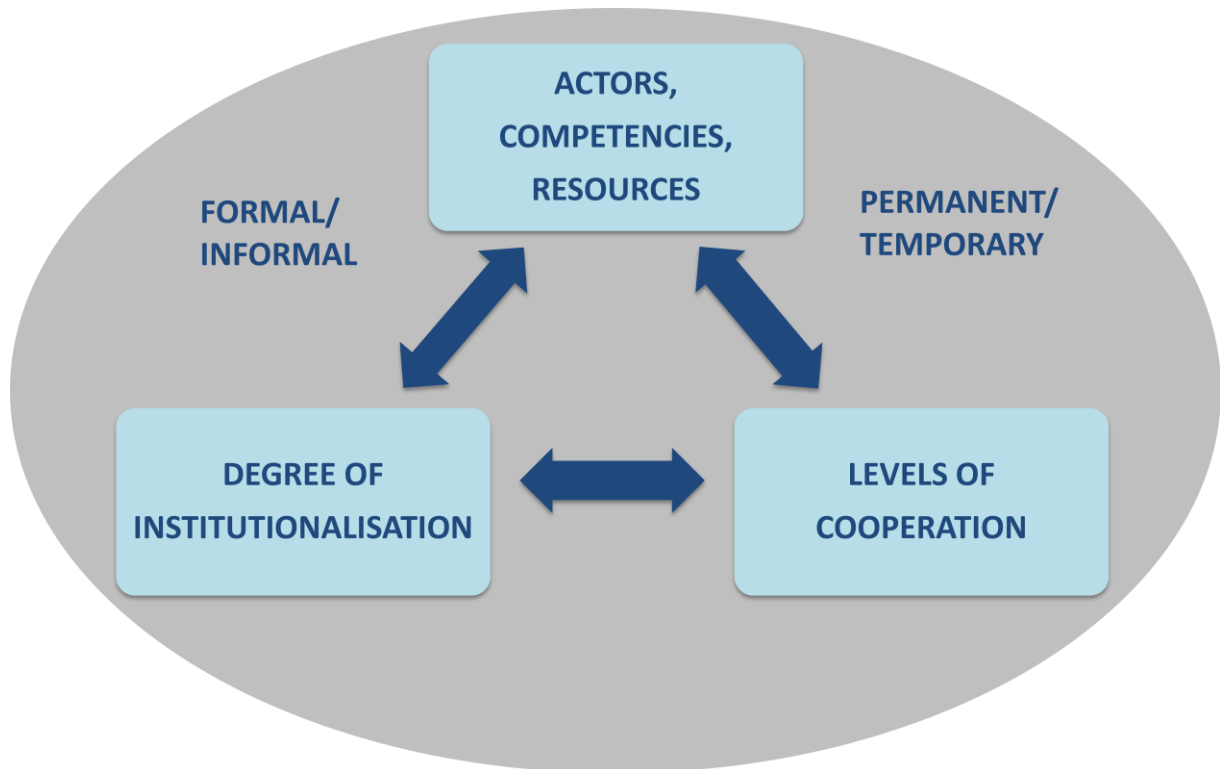 ACTORS,
COMPETENCIES,
RESOURCES
FORMAL/
INFORMAL
PERMANENT/
TEMPORARY
DEGREE OF
INSTITUTIONALISATION
LEVELS OF
COOPERATION